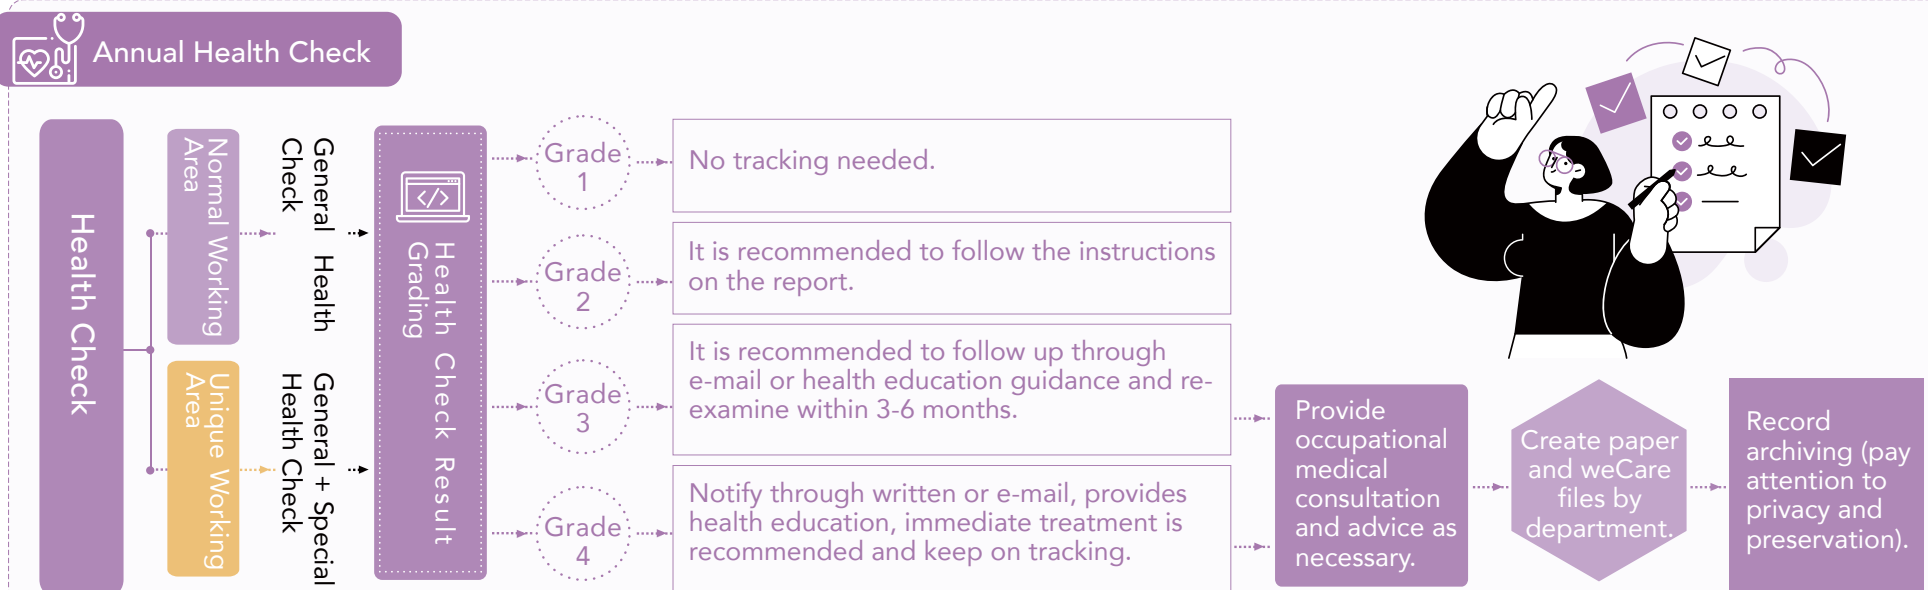 Annual Health Check
Health Check
Normal Working
Area
General Health
Check
Unique Working
Area
General + Special
Health Check
Health Check Result
Grading
Grade
1
No tracking needed.
Grade
2
It is recommended to follow the instructions
on the report.
Grade
3
It is recommended to follow up through
e-mail or health education guidance and re-
examine within 3-6 months.
Grade
4
Notify through written or e-mail, provides
health education, immediate treatment is
recommended and keep on tracking.
Provide
occupational
medical
consultation
and advice as
necessary.
Create paper
and weCare
files by
department.
Record
archiving (pay
attention to
privacy and
preservation).